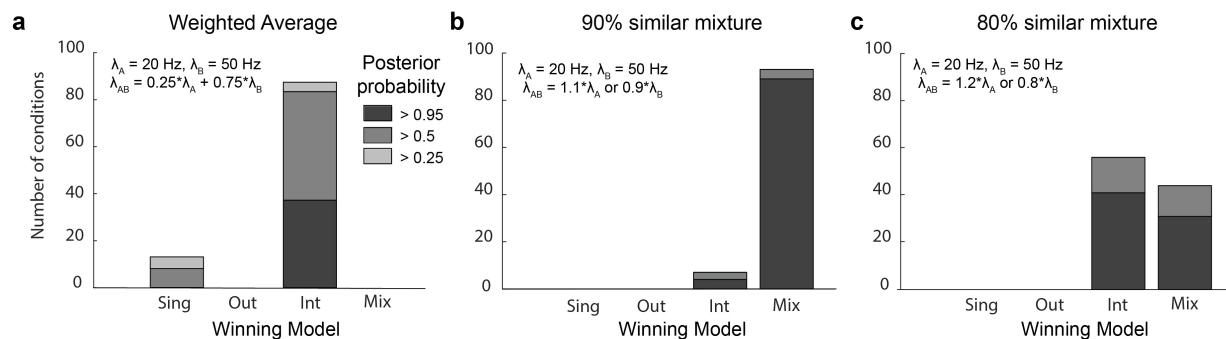 a
Weighted Average
λA = 20 Hz, λB = 50 Hz
λAB = 0.25*λA + 0.75*λB
Posterior
probability
> 0.95
> 0.5
> 0.25
Number of conditions
100
80
60
40
20
0
Sing Out Int Mix
Winning Model
b
90% similar mixture
λA = 20 Hz, λB = 50 Hz
λAB = 1.1*λA or 0.9*λB
100
80
60
40
20
0
Sing Out Int Mix
Winning Model
c
80% similar mixture
λA = 20 Hz, λB = 50 Hz
λAB = 1.2*λA or 0.8*λB
100
80
60
40
20
0
Sing Out Int Mix
Winning Model